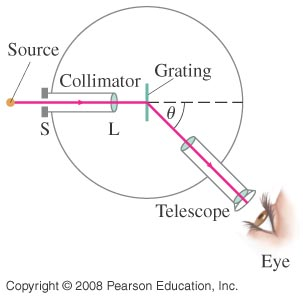 Source
Collimator
Grating
S
L
θ
Telescope
Eye
Copyright © 2008 Pearson Education, Inc.